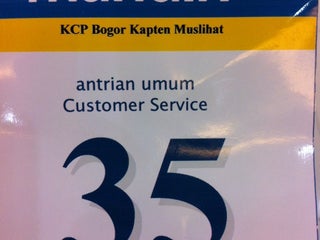 KCP Bogor Kapten Muslihat
antrian umum
Customer Service
35